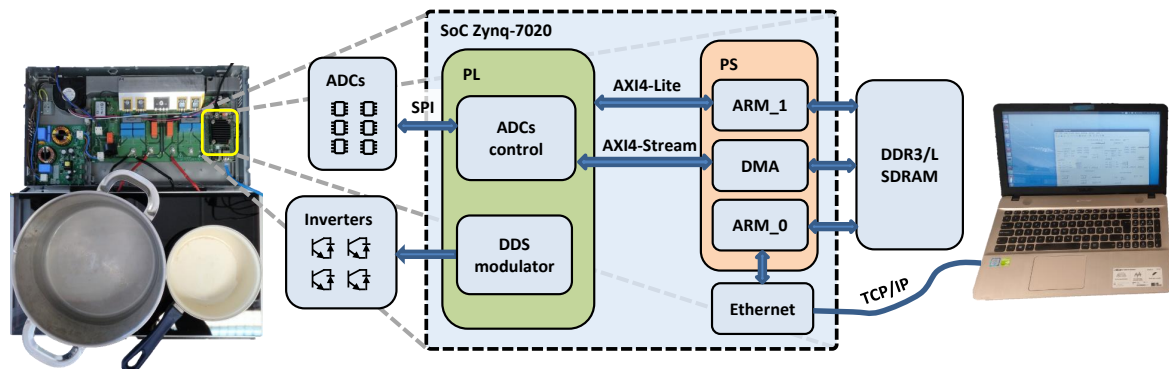 SoC Zynq-7020
ADCs
SPI
PL
ADCs
control
DDS
modulator
Inverters
AXI4-Lite
AXI4-Stream
PS
ARM_1
DMA
ARM_0
Ethernet
DDR3/L
SDRAM
TCP/IP